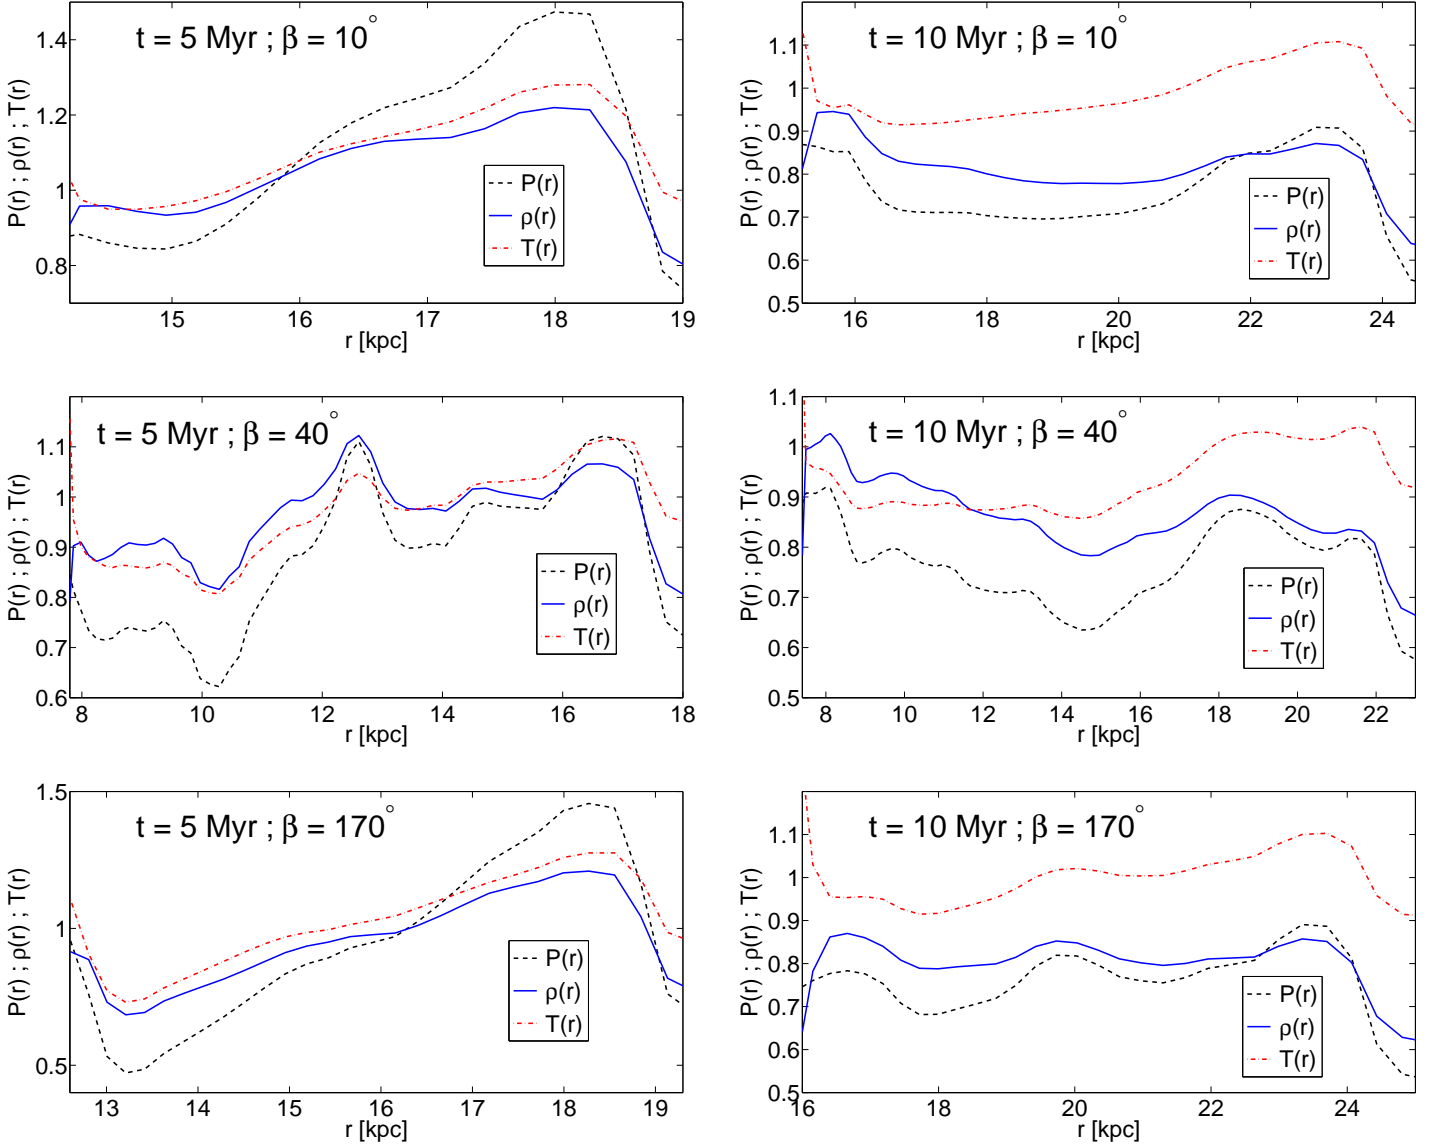 t = 5 Myr ; β = 10°
P(r) ; ρ(r) ; T(r)
1.4
1.2
1
0.8
P(r)
ρ(r)
T(r)
15 16 17 18 19
r [kpc]
t = 10 Myr ; β = 10°
P(r) ; ρ(r) ; T(r)
1.1
1
0.9
0.8
0.7
0.6
0.5
P(r)
ρ(r)
T(r)
16 18 20 22 24
r [kpc]
t = 5 Myr ; β = 40°
P(r) ; ρ(r) ; T(r)
1.1
1
0.9
0.8
0.7
0.6
P(r)
ρ(r)
T(r)
8 10 12 14 16 18
r [kpc]
t = 10 Myr ; β = 40°
P(r) ; ρ(r) ; T(r)
1.1
1
0.9
0.8
0.7
0.6
0.5
P(r)
ρ(r)
T(r)
8 10 12 14 16 18 20 22
r [kpc]
t = 5 Myr ; β = 170°
P(r) ; ρ(r) ; T(r)
1.5
1
0.5
P(r)
ρ(r)
T(r)
13 14 15 16 17 18 19
r [kpc]
t = 10 Myr ; β = 170°
P(r) ; ρ(r) ; T(r)
1.1
1
0.9
0.8
0.7
0.6
0.5
P(r)
ρ(r)
T(r)
16 18 20 22 24
r [kpc]